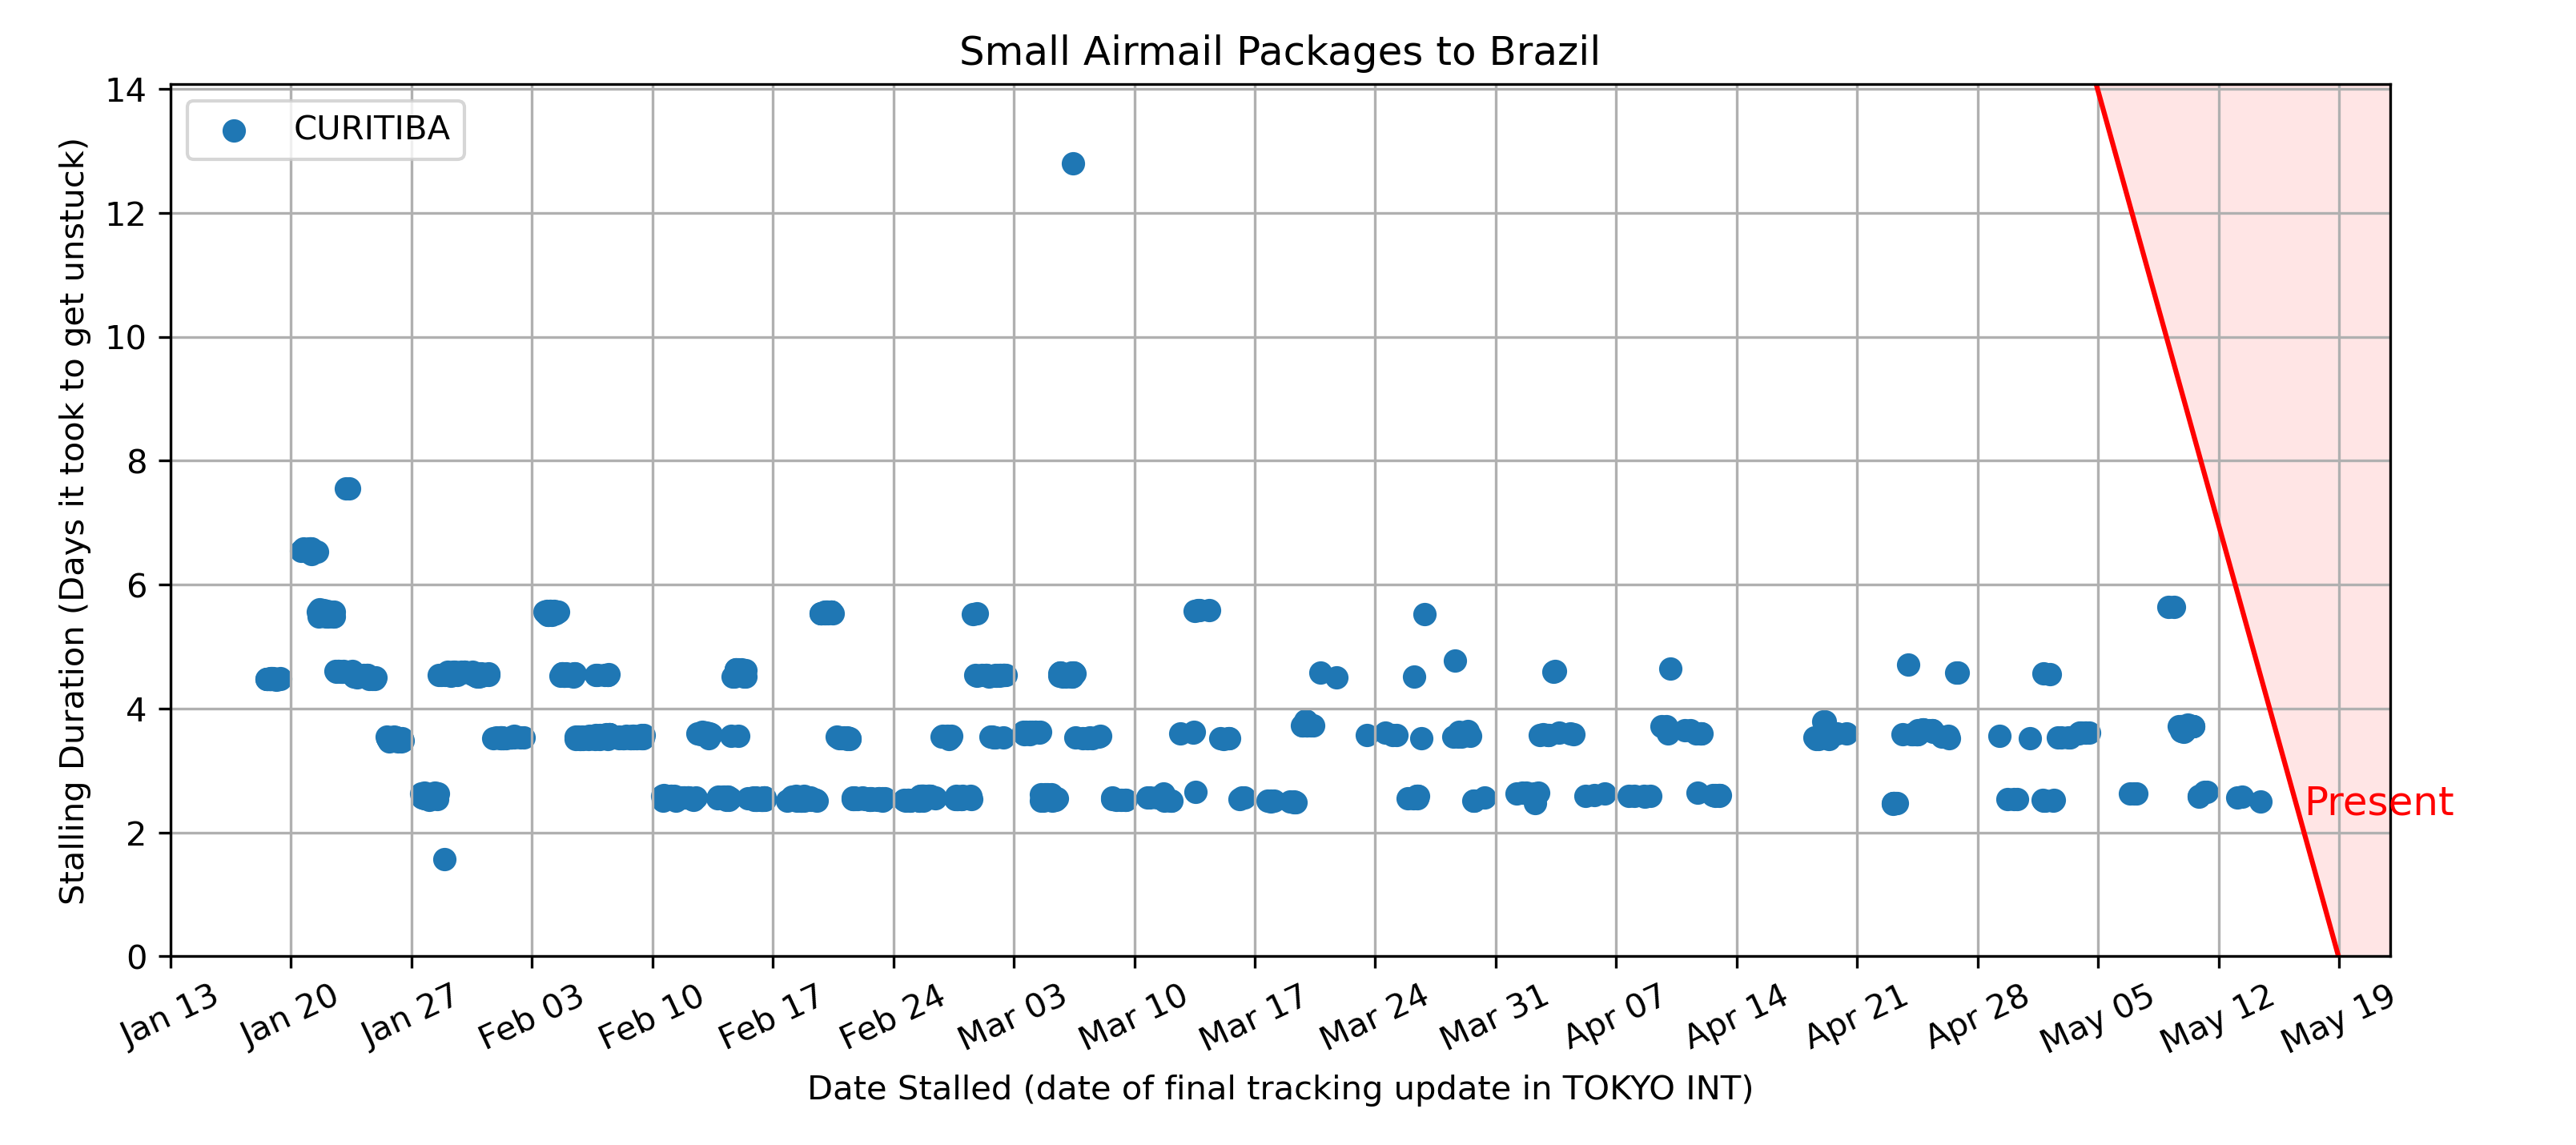 Small Airmail Packages to Brazil
CURITIBA
Stalling Duration (Days it took to get unstuck)
14
12
10
8
6
4
2
0
Present
Jan 13
Jan 20
Jan 27
Feb 03
Feb 10
Feb 17
Feb 24
Mar 03
Mar 10
Mar 17
Mar 24
Mar 31
Apr 07
Apr 14
Apr 21
Apr 28
May 05
May 12
May 19
Date Stalled (date of final tracking update in TOKYO INT)